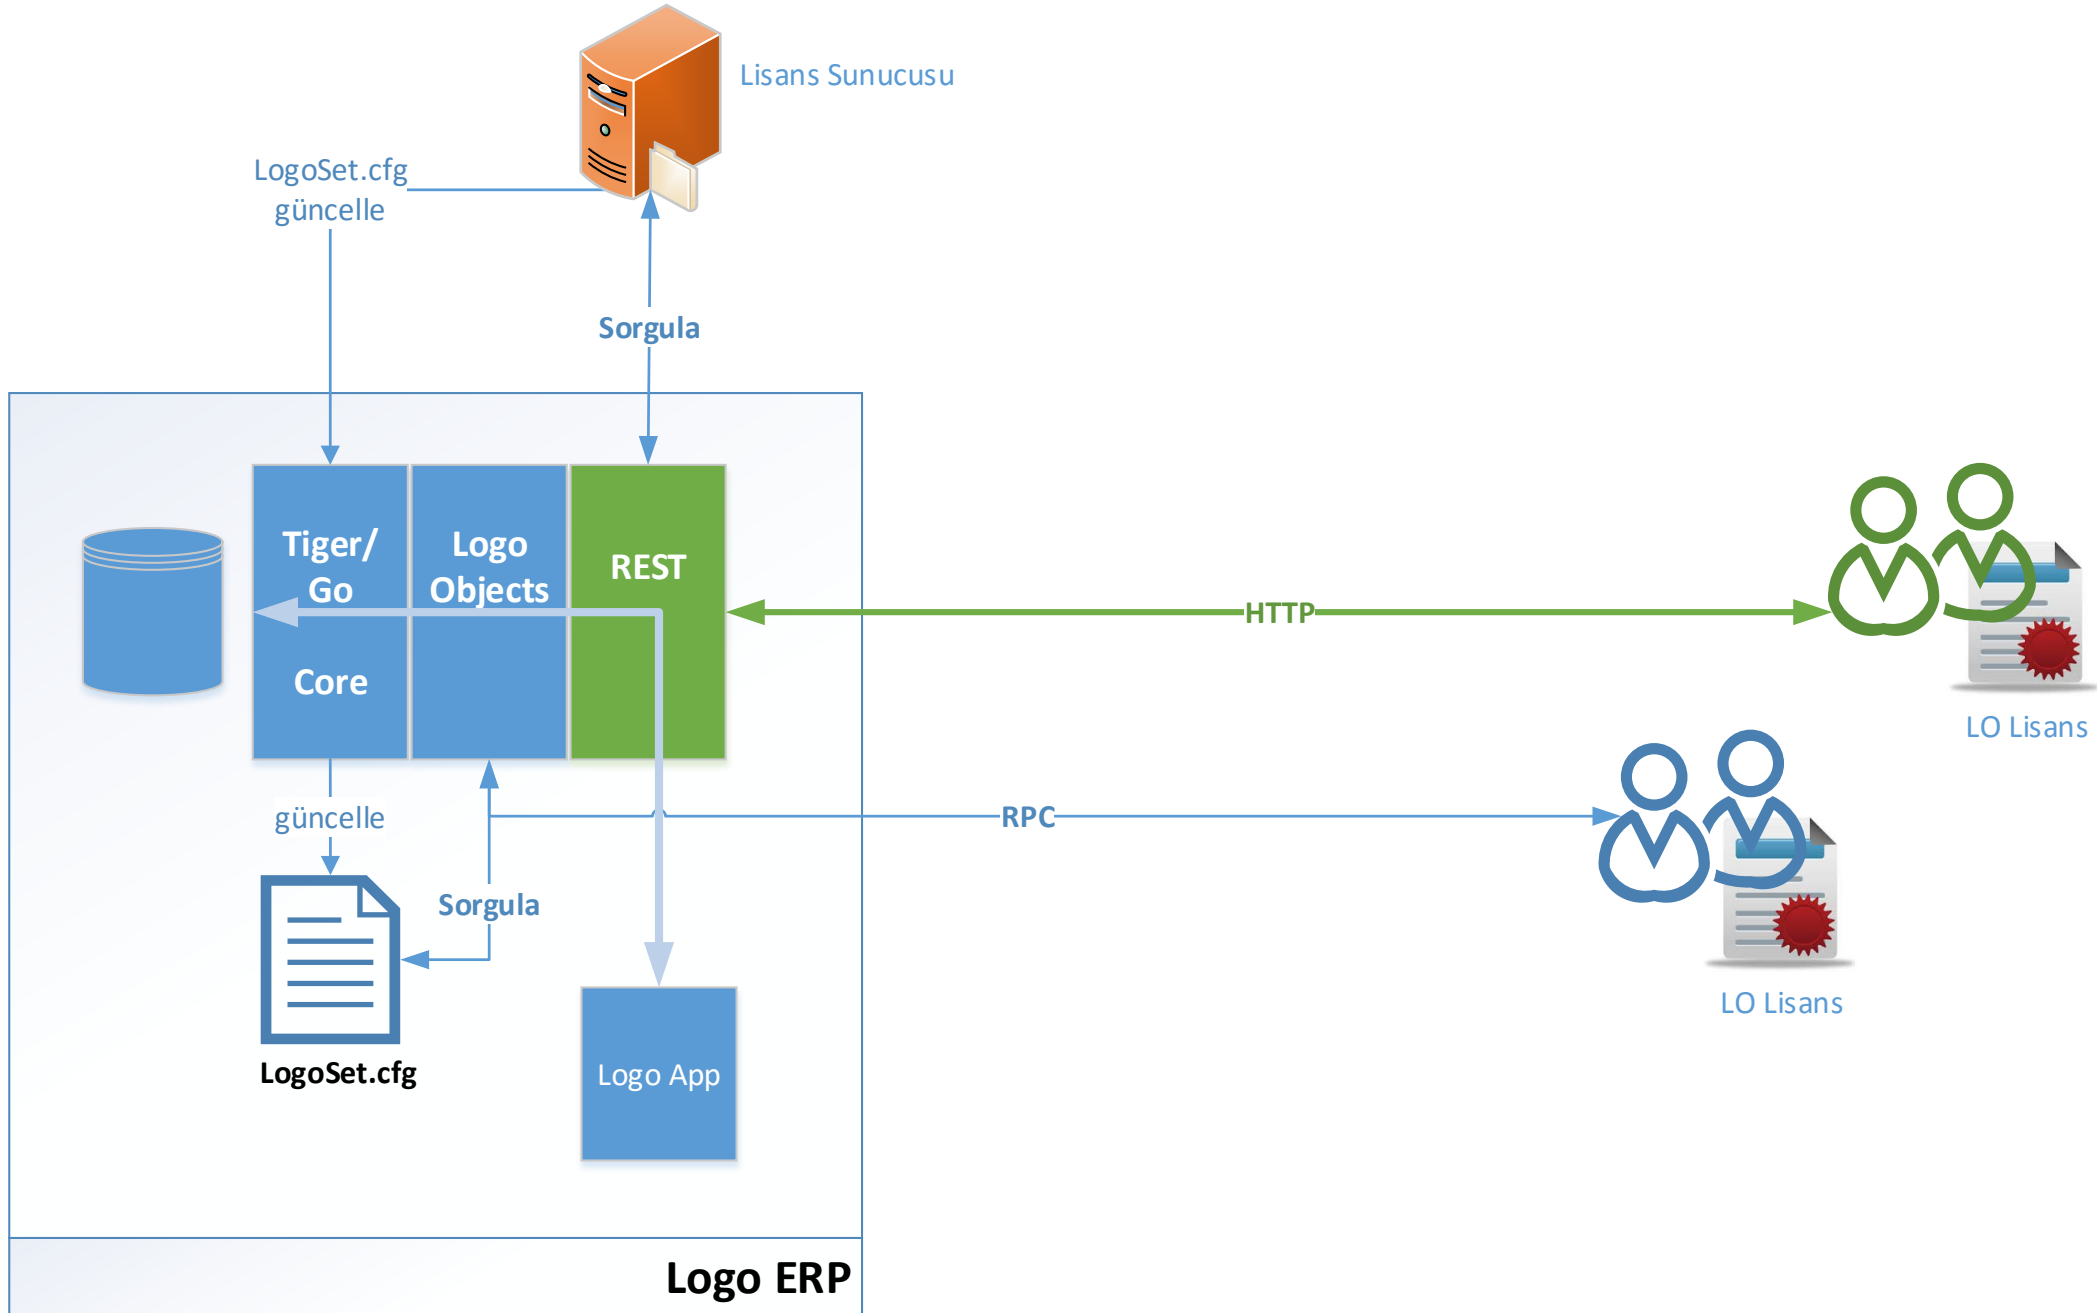 Lisans Sunucusu
LogoSet.cfg
güncelle
Sorgula
Tiger/
Go
Core
Logo
Objects
REST
HTTP
LO Lisans
güncelle
RPC
Sorgula
LO Lisans
LogoSet.cfg
Logo App
Logo ERP